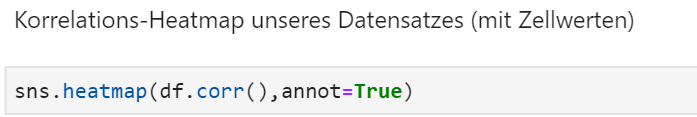 Korrelations-Heatmap unseres Datensatzes (mit Zellwerten)
sns.heatmap(df.corr(),annot=True)